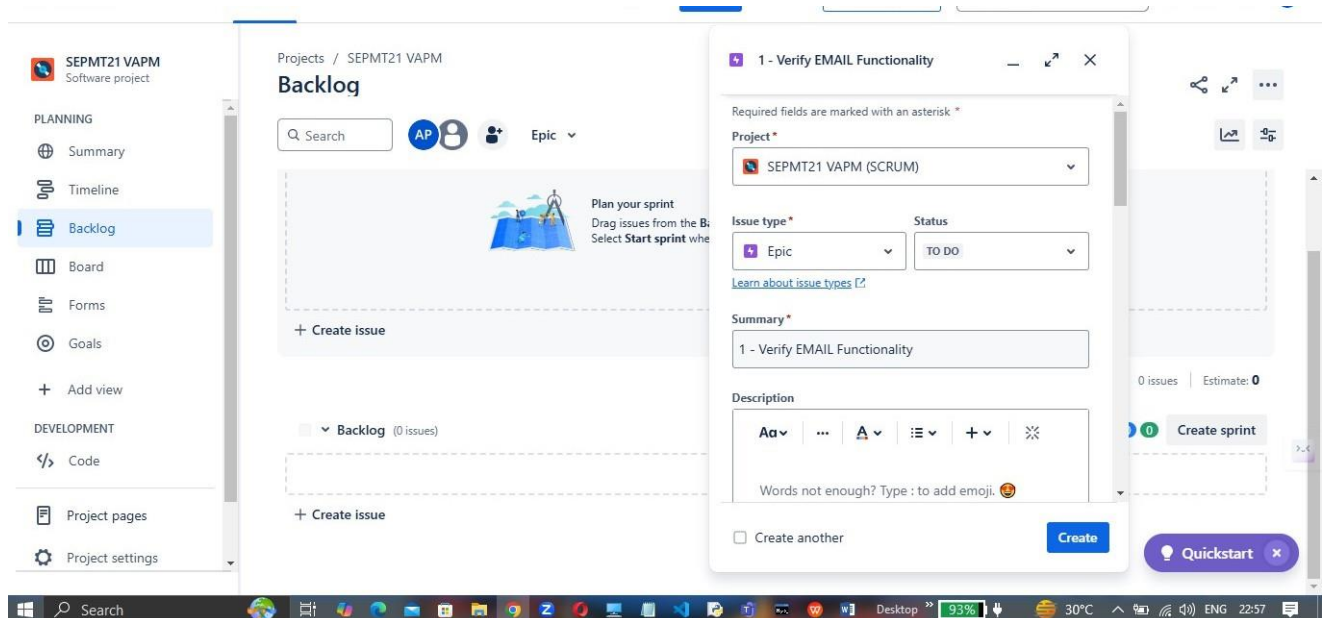 SEPMT21 VAPM
Software project
PLANNING
Summary
Timeline
Backlog
Board
Forms
Goals
+ Add view
DEVELOPMENT
Code
Project pages
Project settings
Projects / SEPMT21 VAPM
Backlog
Search
AP
Epic
Plan your sprint
Drag issues from the
Select Start sprint
+ Create issue
Backlog (0 issues)
+ Create issue
1 - Verify EMAIL Functionality
Required fields are marked with an asterisk *
Project *
SEPMT21 VAPM (SCRUM)
Issue type *
Status
Epic
TO DO
Learn about issue types
Summary *
1 - Verify EMAIL Functionality
Description
Aa
A
Words not enough? Type : to add emoji.
Create another
Create
0 issues
Estimate: 0
0
Create sprint
Quickstart
Search
Z
Desktop
93%
30°C
ENG
22:57